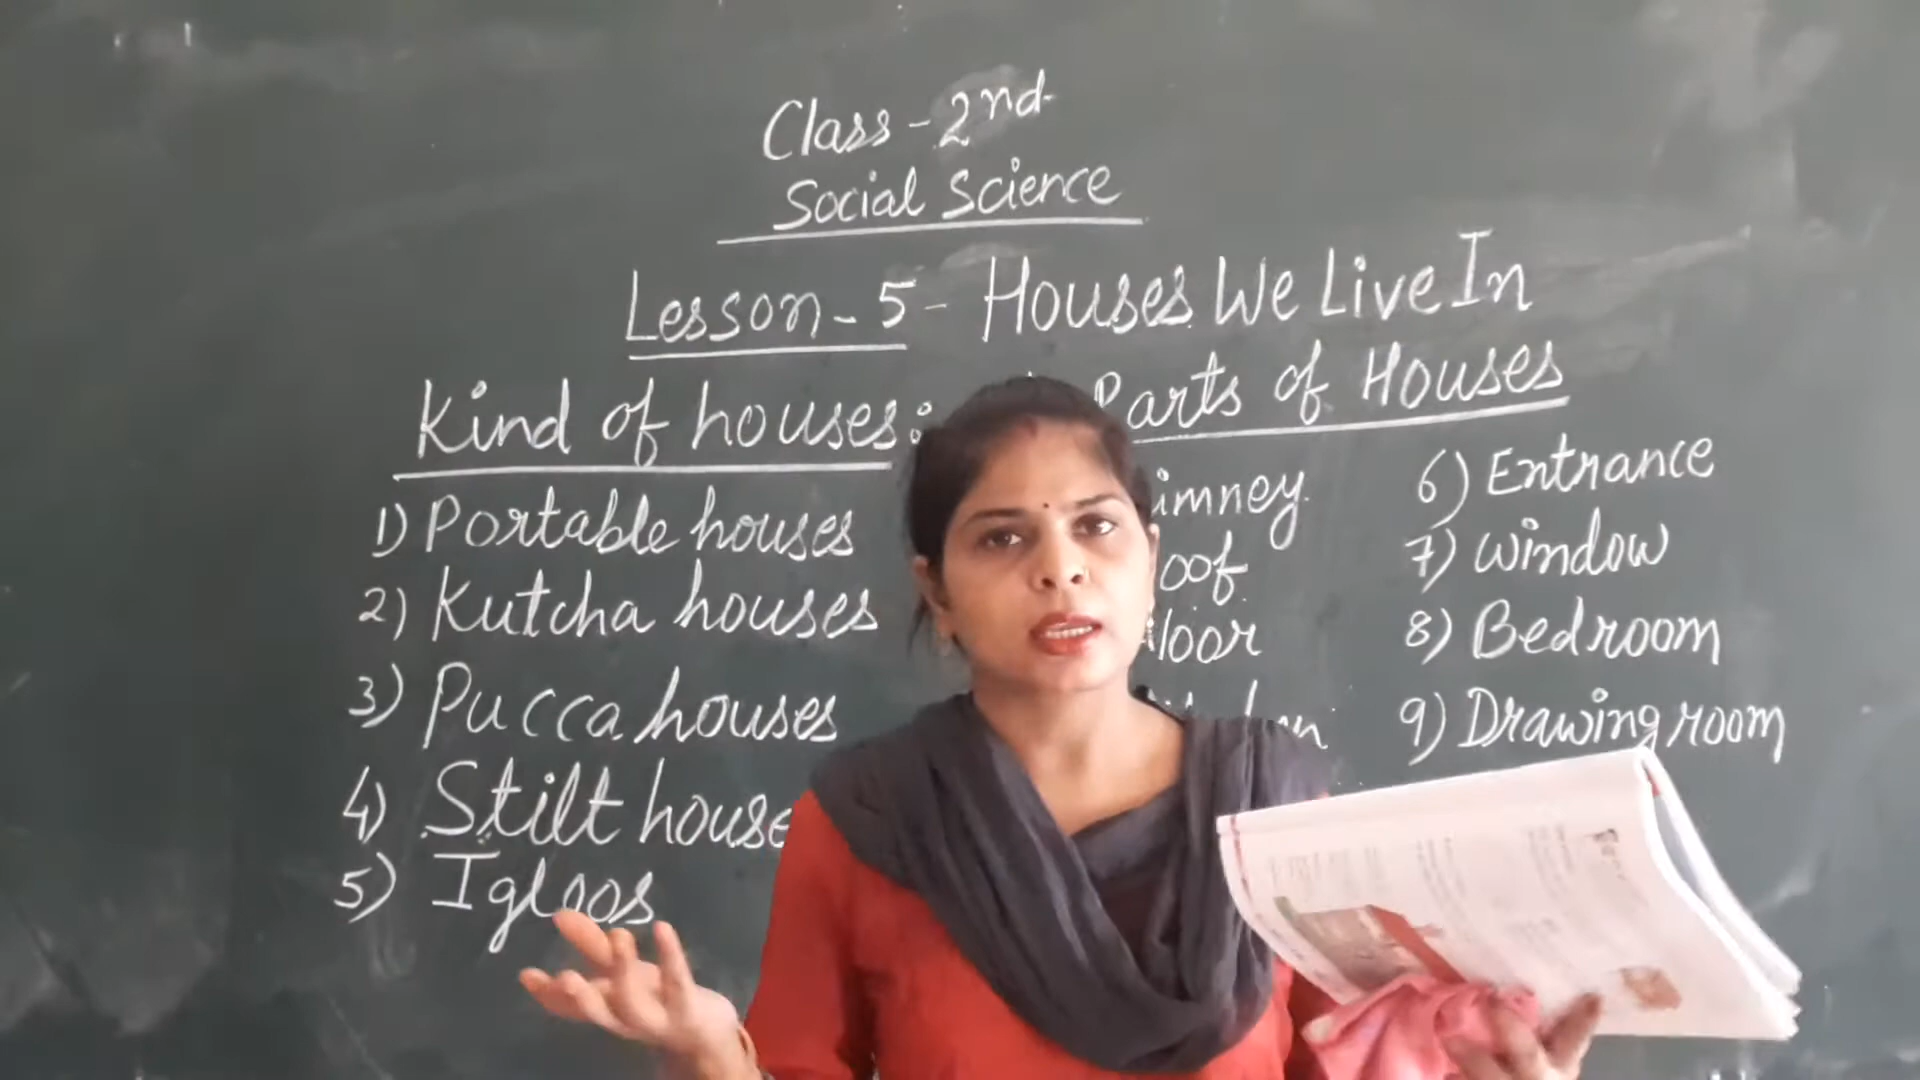 Class - 2nd
Social Science
Lesson - 5 - Houses We Live In
Kind of houses:
1) Portable houses
2) Kutcha houses
3) Pucca houses
4) Stilt house
5) Igloos
Parts of Houses
imney
oof
loor
6) Entrance
7) Window
8) Bedroom
9) Drawing room